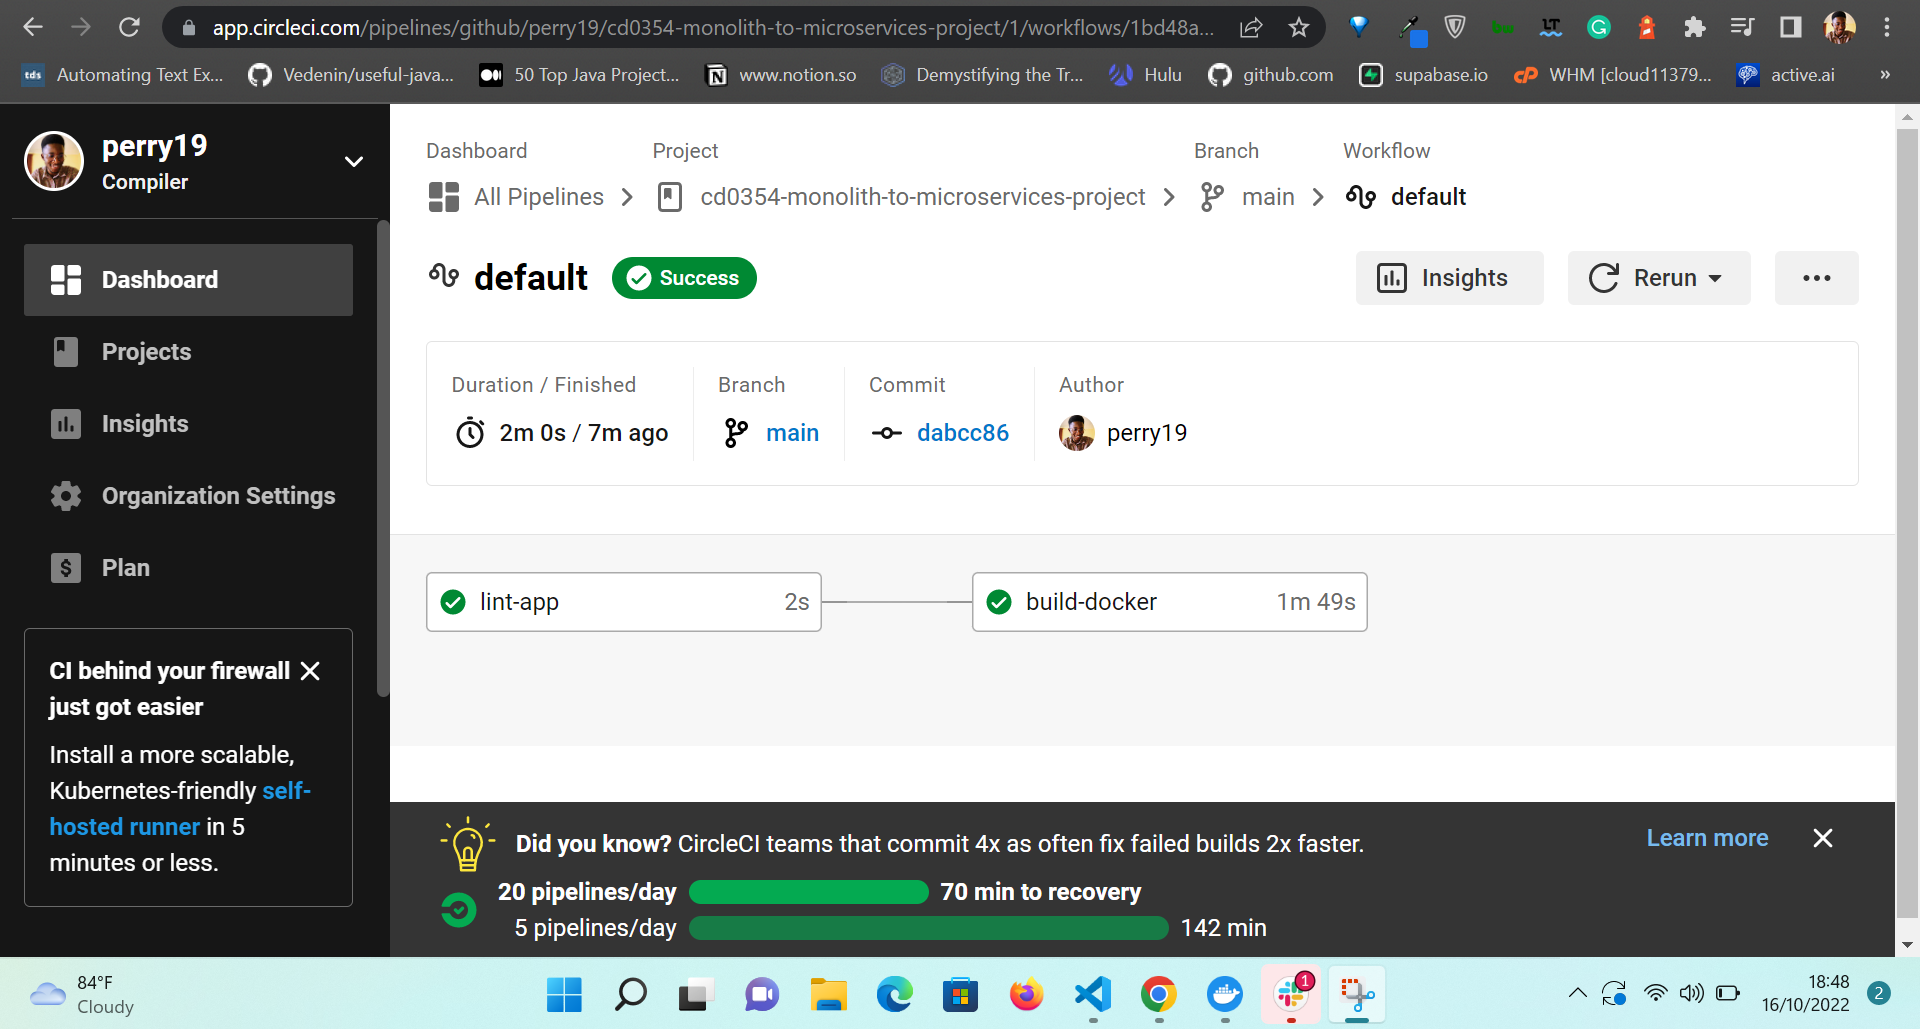 app.circleci.com/pipelines/github/perry19/cd0354-monolith-to-microservices-project/1/workflows/1bd48a...
tds Automating Text Ex... Vedenin/useful-java... 50 Top Java Project... www.notion.so Demystifying the Tr... Hulu github.com supabase.io WHM [cloud11379... active.ai »
perry19
Compiler
Dashboard
Projects
Insights
Organization Settings
Plan
CI behind your firewall
just got easier
Install a more scalable,
Kubernetes-friendly self-
hosted runner in 5
minutes or less.
Dashboard Project Branch Workflow
All Pipelines cd0354-monolith-to-microservices-project main default
default Success Insights Rerun
Duration / Finished Branch Commit Author
2m 0s / 7m ago main dabcc86 perry19
lint-app 2s build-docker 1m 49s
Did you know? CircleCI teams that commit 4x as often fix failed builds 2x faster. Learn more
20 pipelines/day 70 min to recovery
5 pipelines/day 142 min
84°F
Cloudy
1
18:48
16/10/2022
2